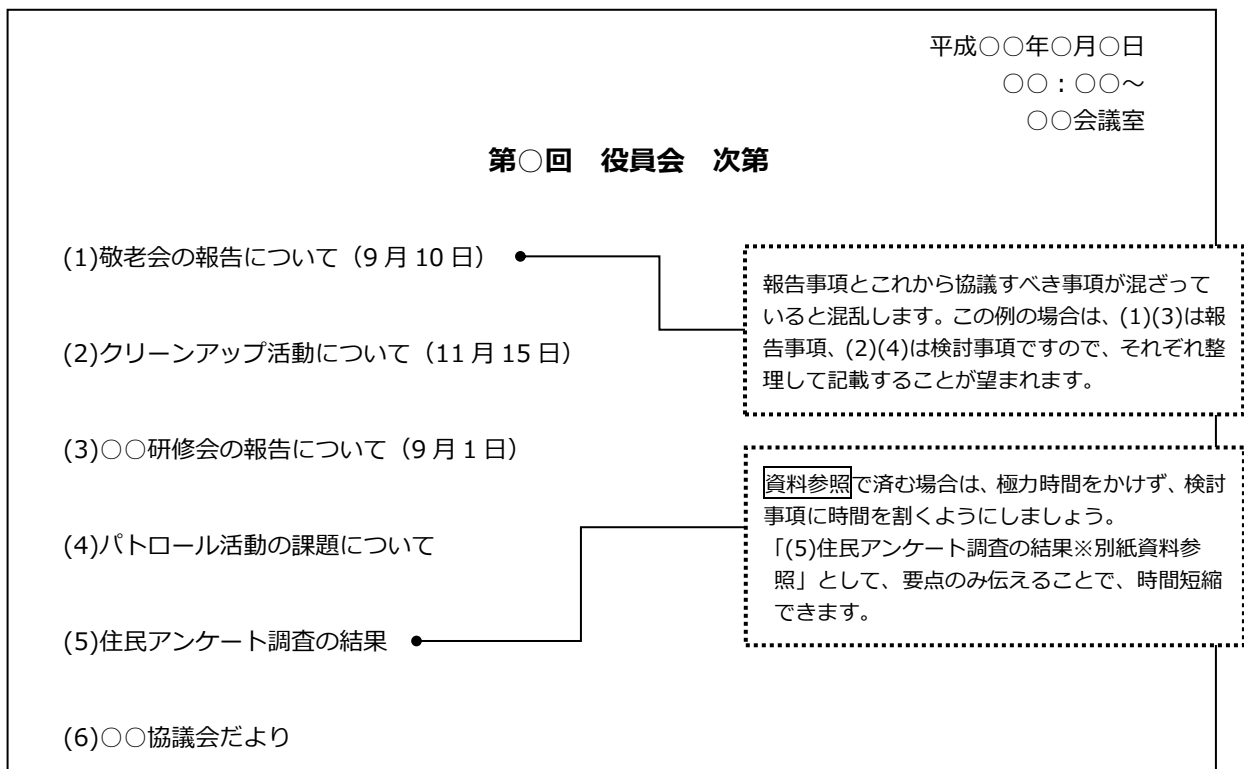 平成○○年○月○日
○○：○○～
○○会議室
第○回　役員会　次第
(1)敬老会の報告について（9月10日）
報告事項とこれから協議すべき事項が混ざって
いると混乱します。この例の場合は、(1)(3)は報
告事項、(2)(4)は検討事項ですので、それぞれ整
理して記載することが望まれます。
(2)クリーンアップ活動について（11月15日）
(3)○○研修会の報告について（9月1日）
資料参照で済む場合は、極力時間をかけず、検討
事項に時間を割くようにしましょう。
「(5)住民アンケート調査の結果※別紙資料参
照」として、要点のみ伝えることで、時間短縮
できます。
(4)パトロール活動の課題について
(5)住民アンケート調査の結果
(6)○○協議会だより